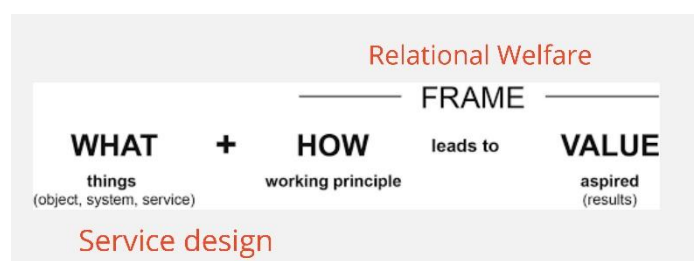 Relational Welfare
FRAME
WHAT + HOW leads to VALUE
things working principle aspired
(object, system, service) (results)
Service design